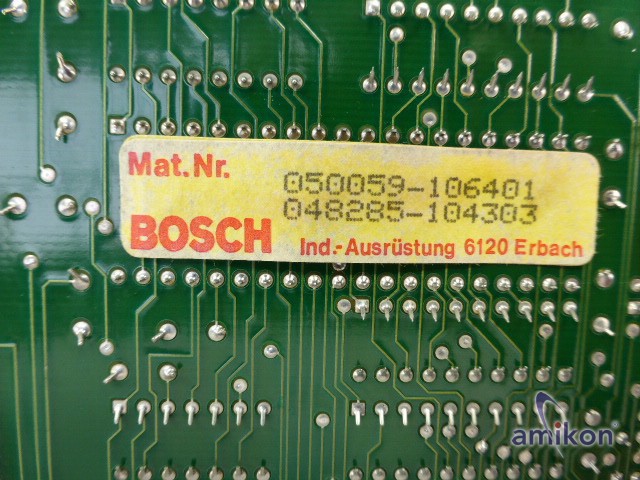 Mat.Nr.
050059-106401
048285-104303
BOSCH
Ind.-Ausrüstung 6120 Erbach
amikon